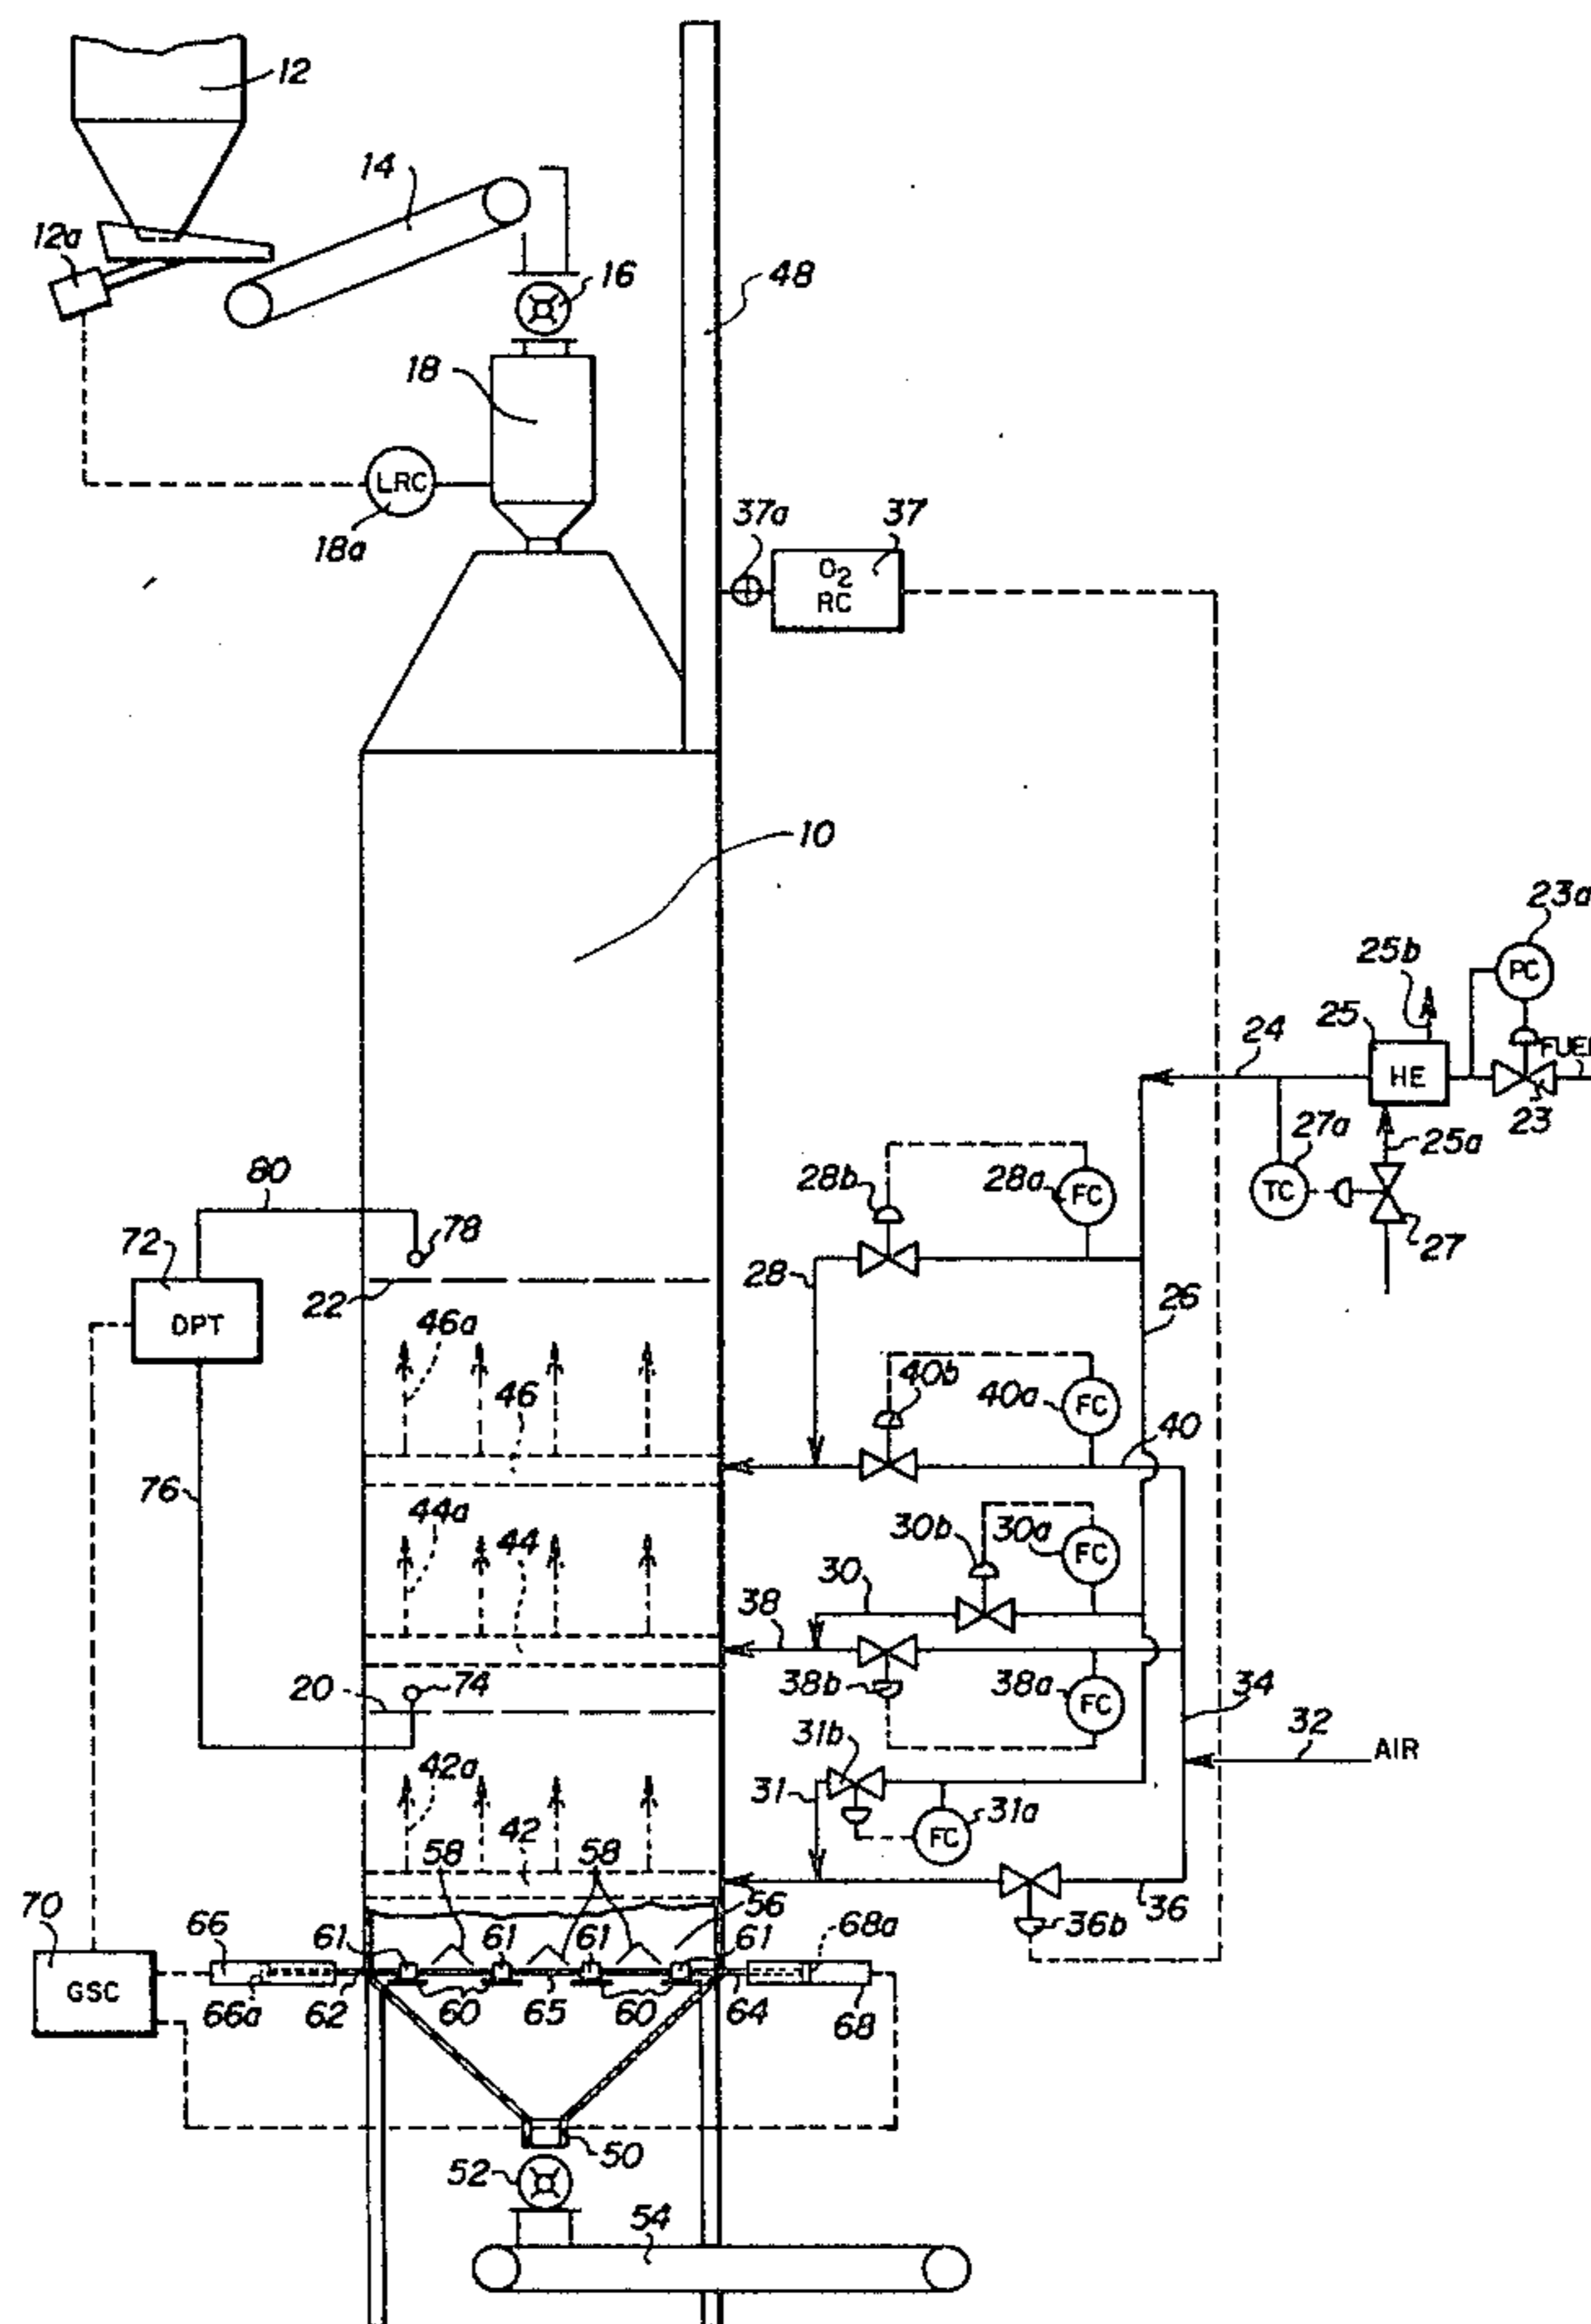 12
14
12a
16
48
18
LRC
18a
37a
37
O2
RC
10
23a
25b
PC
25
24
FUEL
HE
23
27a
25a
80
28b
28a
FC
TC
72
78
27
28
22
26
DPT
46a
40b
40a
FC
46
40
76
44a
30b
30a
44
FC
30
38
20
74
38b
38a
FC
34
31b
32
AIR
42a
31
31a
42
FC
58
58
70
56
68a
36
66
61
61
61
61
36b
GSC
66a
62
60
65
60
64
68
50
52
54